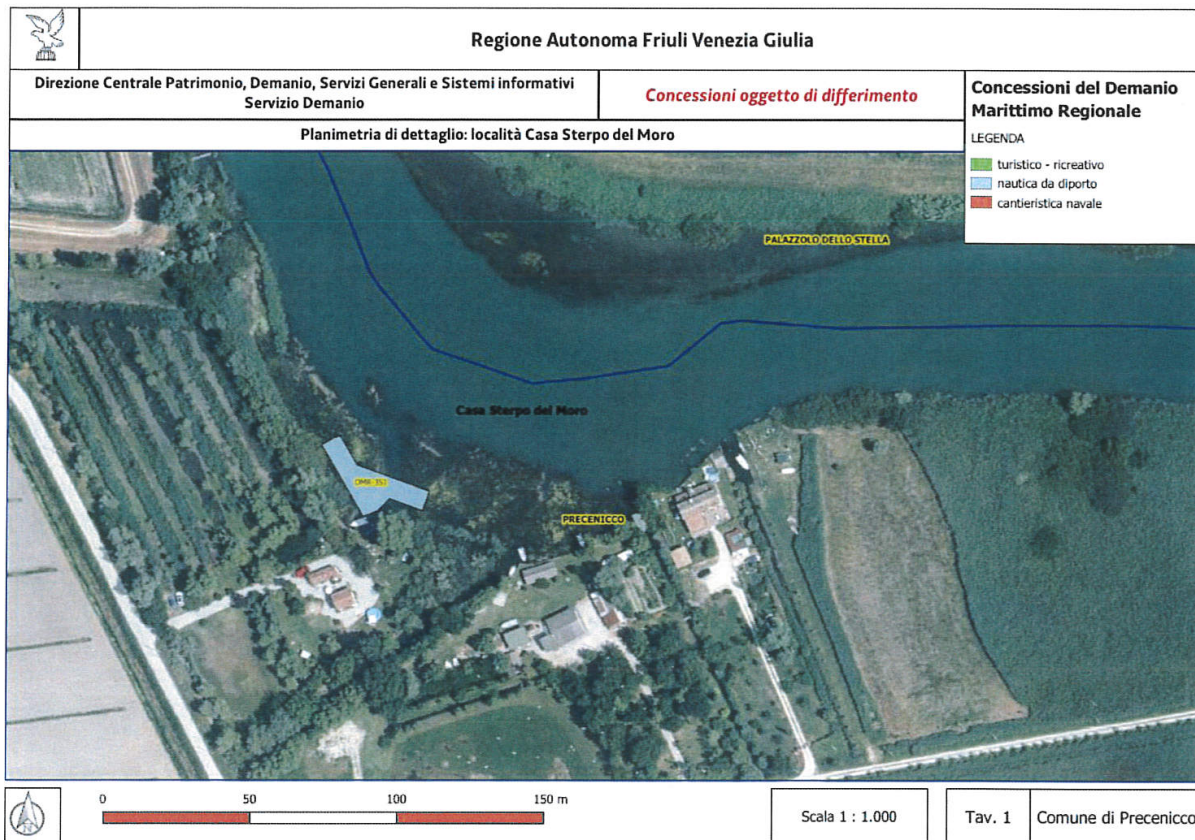 Regione Autonoma Friuli Venezia Giulia
Direzione Centrale Patrimonio, Demanio, Servizi Generali e Sistemi informativi
Servizio Demanio
Concessioni oggetto di differimento
Planimetria di dettaglio: località Casa Sterpo del Moro
Concessioni del Demanio
Marittimo Regionale
LEGENDA
turistico - ricreativo
nautica da diporto
cantieristica navale
PALAZZOLO DELLO STELLA
Casa Sterpo del Moro
PRECENICCO
N
0 50 100 150 m
Scala 1 : 1.000
Tav. 1
Comune di Precenicco